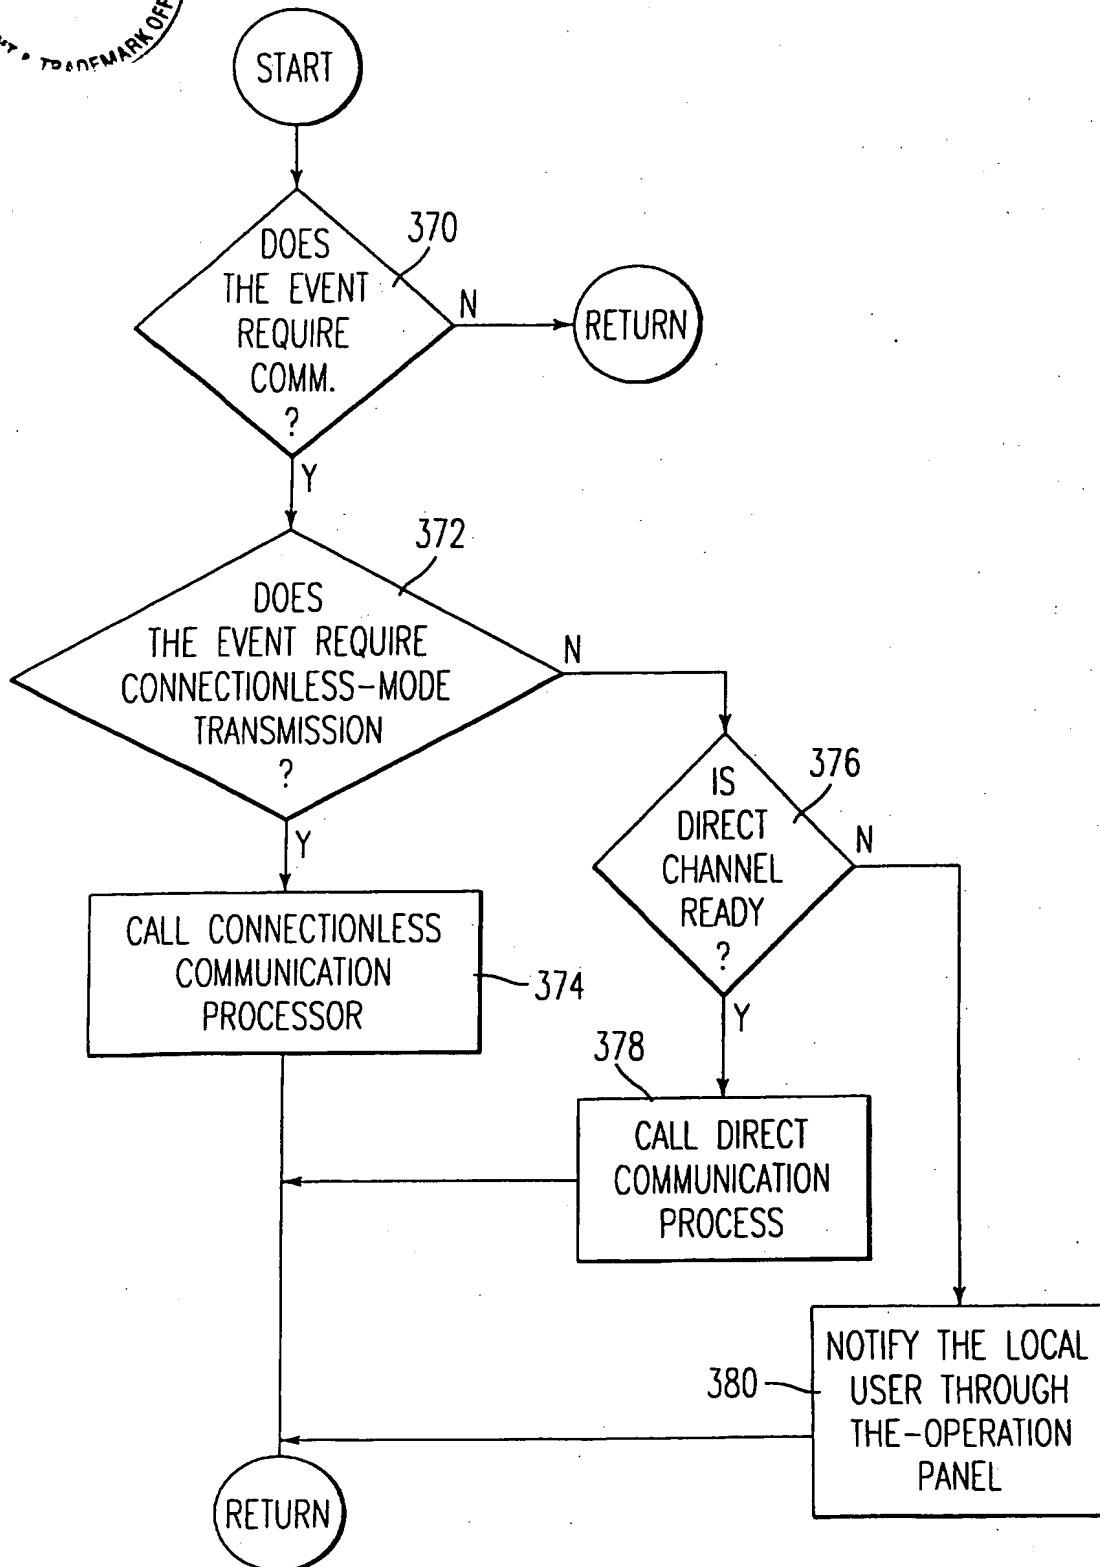 TRADEMARK OFF
START
370
DOES
THE EVENT
REQUIRE
COMM.
?
N
RETURN
Y
372
DOES
THE EVENT REQUIRE
CONNECTIONLESS-MODE
TRANSMISSION
?
N
Y
376
IS
DIRECT
CHANNEL
READY
?
N
Y
CALL CONNECTIONLESS
COMMUNICATION
PROCESSOR
374
378
CALL DIRECT
COMMUNICATION
PROCESS
380
NOTIFY THE LOCAL
USER THROUGH
THE-OPERATION
PANEL
RETURN